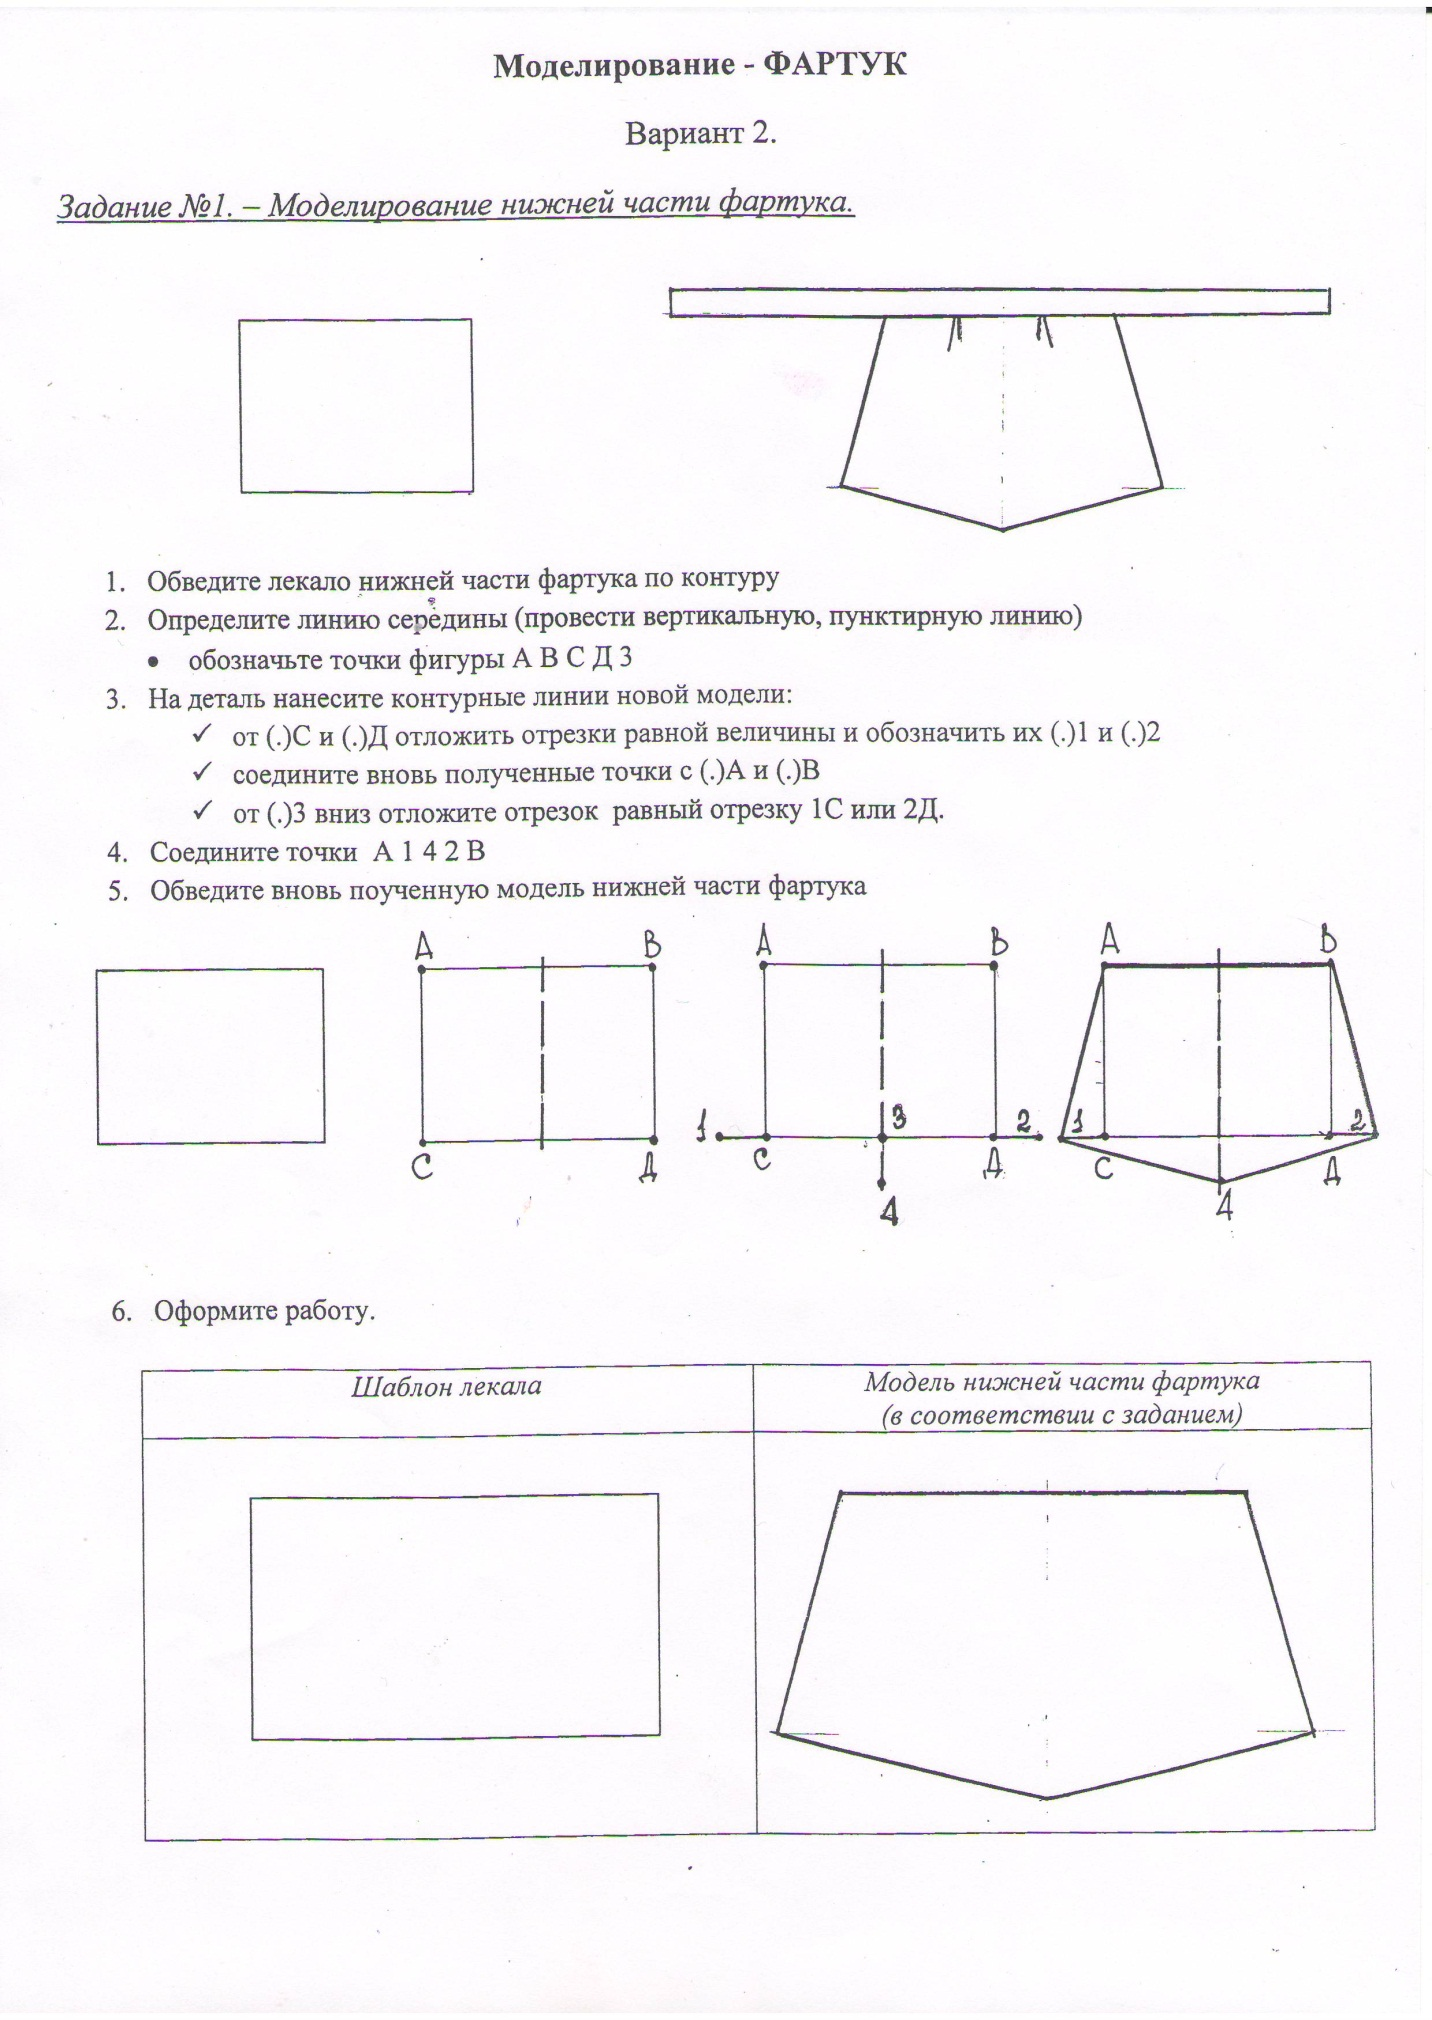 Моделирование - ФАРТУК
Вариант 2.
Задание №1. – Моделирование нижней части фартука.
1. Обведите лекало нижней части фартука по контуру
2. Определите линию середины (провести вертикальную, пунктирную линию)
• обозначьте точки фигуры А В С Д 3
3. На деталь нанесите контурные линии новой модели:
✓ от (.)С и (.)Д отложить отрезки равной величины и обозначить их (.)1 и (.)2
✓ соедините вновь полученные точки с (.)А и (.)В
✓ от (.)3 вниз отложите отрезок равный отрезку 1С или 2Д.
4. Соедините точки А 1 4 2 В
5. Обведите вновь поученную модель нижней части фартука
А В А В А В
1 3 2 1 2
С Д С Д С Д
4 4
6. Оформите работу.
Шаблон лекала
Модель нижней части фартука
(в соответствии с заданием)